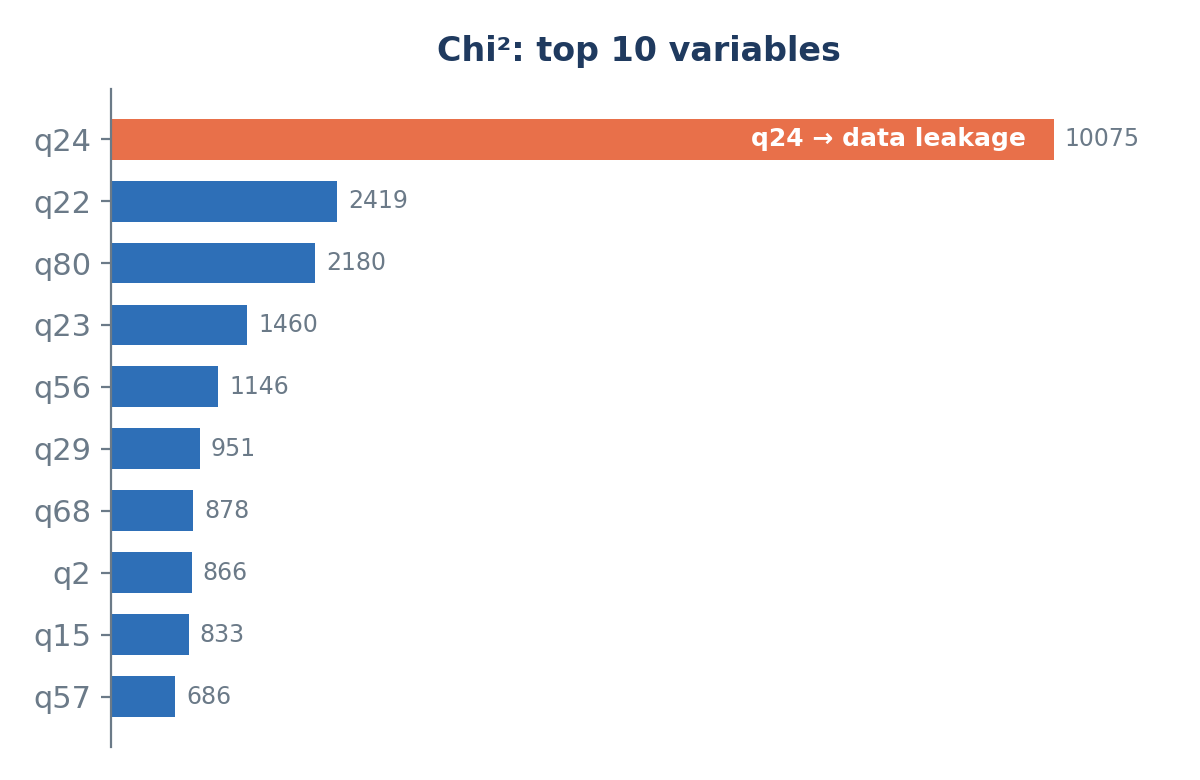 Chi²: top 10 variables
q24 q24 → data leakage 10075
q22 2419
q80 2180
q23 1460
q56 1146
q29 951
q68 878
q2 866
q15 833
q57 686